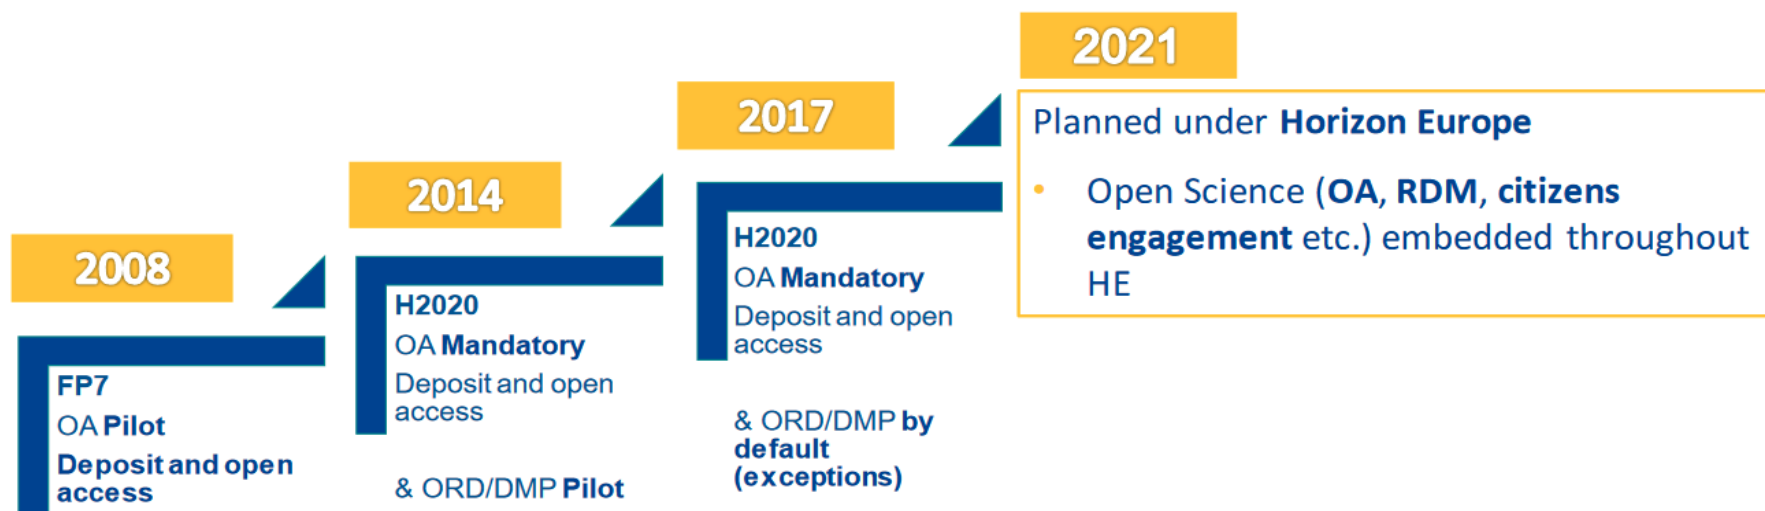 2008
FP7
OA Pilot
Deposit and open
access
2014
H2020
OA Mandatory
Deposit and open
access
& ORD/DMP Pilot
2017
H2020
OA Mandatory
Deposit and open
access
& ORD/DMP by
default
(exceptions)
2021
Planned under Horizon Europe
• Open Science (OA, RDM, citizens
engagement etc.) embedded throughout
HE